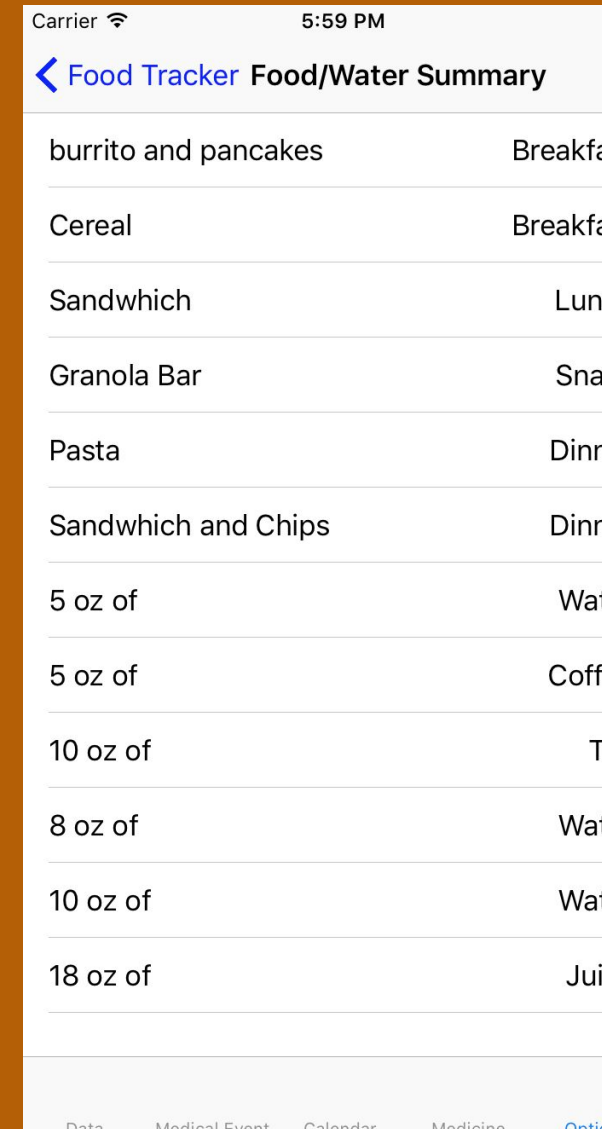 Carrier 5:59 PM
Food Tracker Food/Water Summary
burrito and pancakes Breakfa
Cereal Breakfa
Sandwhich Lun
Granola Bar Sna
Pasta Dinn
Sandwhich and Chips Dinn
5 oz of Wat
5 oz of Coff
10 oz of T
8 oz of Wat
10 oz of Wat
18 oz of Jui
Data Medical Event Calendar Medicine Optio